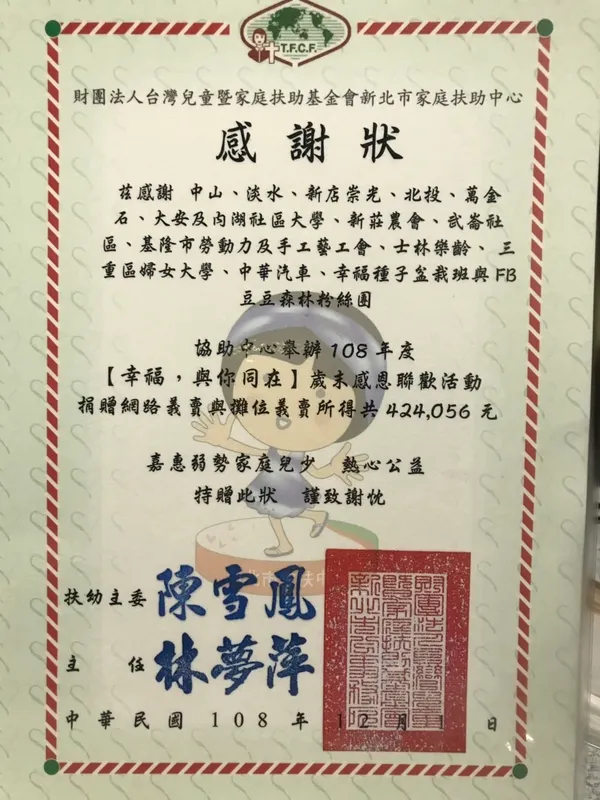 T.F.C.F.
財團法人台灣兒童暨家庭扶助基金會新北市家庭扶助中心
感謝狀
茲感謝 中山、淡水、新店崇光、北投、萬金
石、大安及內湖社區大學、新莊農會、武崙社
區、基隆市勞動力及手工藝工會、士林樂齡、三
重區婦女大學、中華汽車、幸福種子盆栽班與FB
豆豆森林粉絲團
協助中心舉辦108年度
【幸福,與你同在】歲末感恩聯歡活動
捐贈網路義賣與攤位義賣所得共424,056元
嘉惠弱勢家庭兒少 熱心公益
特贈此狀 謹致謝忱
扶幼主委 陳雪鳳
主任 林夢萍
中華民國 108 年 12 月 1 日